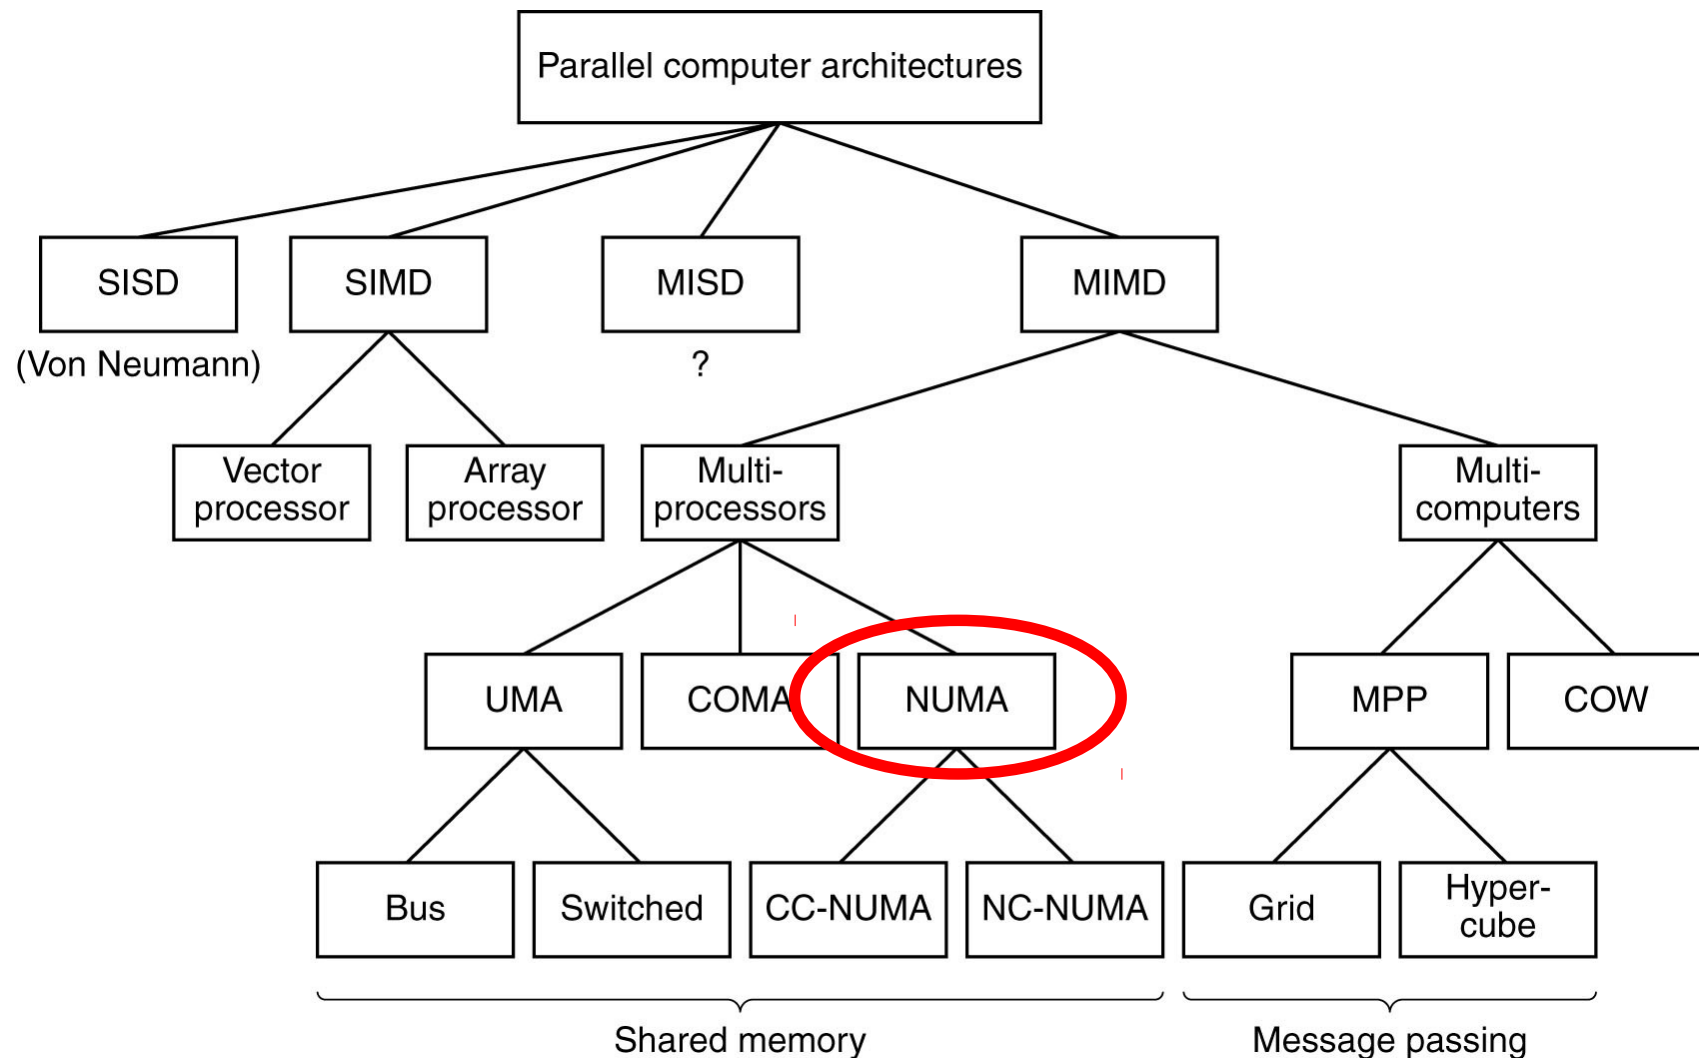 Parallel computer architectures
SISD
SIMD
MISD
MIMD
(Von Neumann)
?
Vector
processor
Array
processor
Multi-
processors
Multi-
computers
UMA
COMA
NUMA
MPP
COW
Bus
Switched
CC-NUMA
NC-NUMA
Grid
Hyper-
cube
Shared memory
Message passing